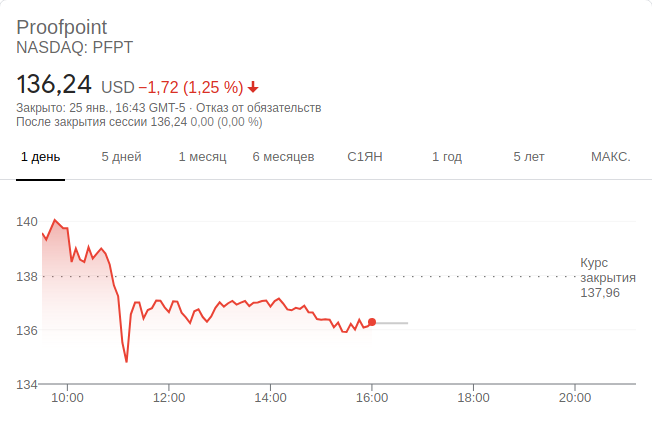 Proofpoint
NASDAQ: PFPT
136,24 USD −1,72 (1,25 %)
Закрыто: 25 янв., 16:43 GMT-5 · Отказ от обязательств
После закрытия сессии 136,24 0,00 (0,00 %)
1 день 5 дней 1 месяц 6 месяцев С1ЯН 1 год 5 лет МАКС.
140
138
136
134
Курс
закрытия
137,96
10:00 12:00 14:00 16:00 18:00 20:00